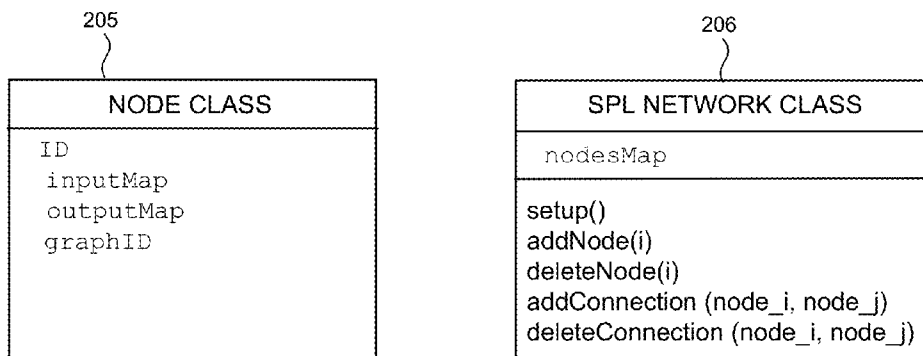 205
NODE CLASS
ID
inputMap
outputMap
graphID
206
SPL NETWORK CLASS
nodesMap
setup()
addNode(i)
deleteNode(i)
addConnection (node_i, node_j)
deleteConnection (node_i, node_j)